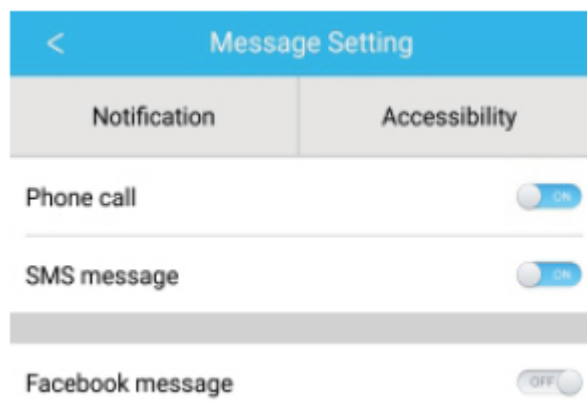 < Message Setting
Notification Accessibility
Phone call ON
SMS message ON
Facebook message OFF